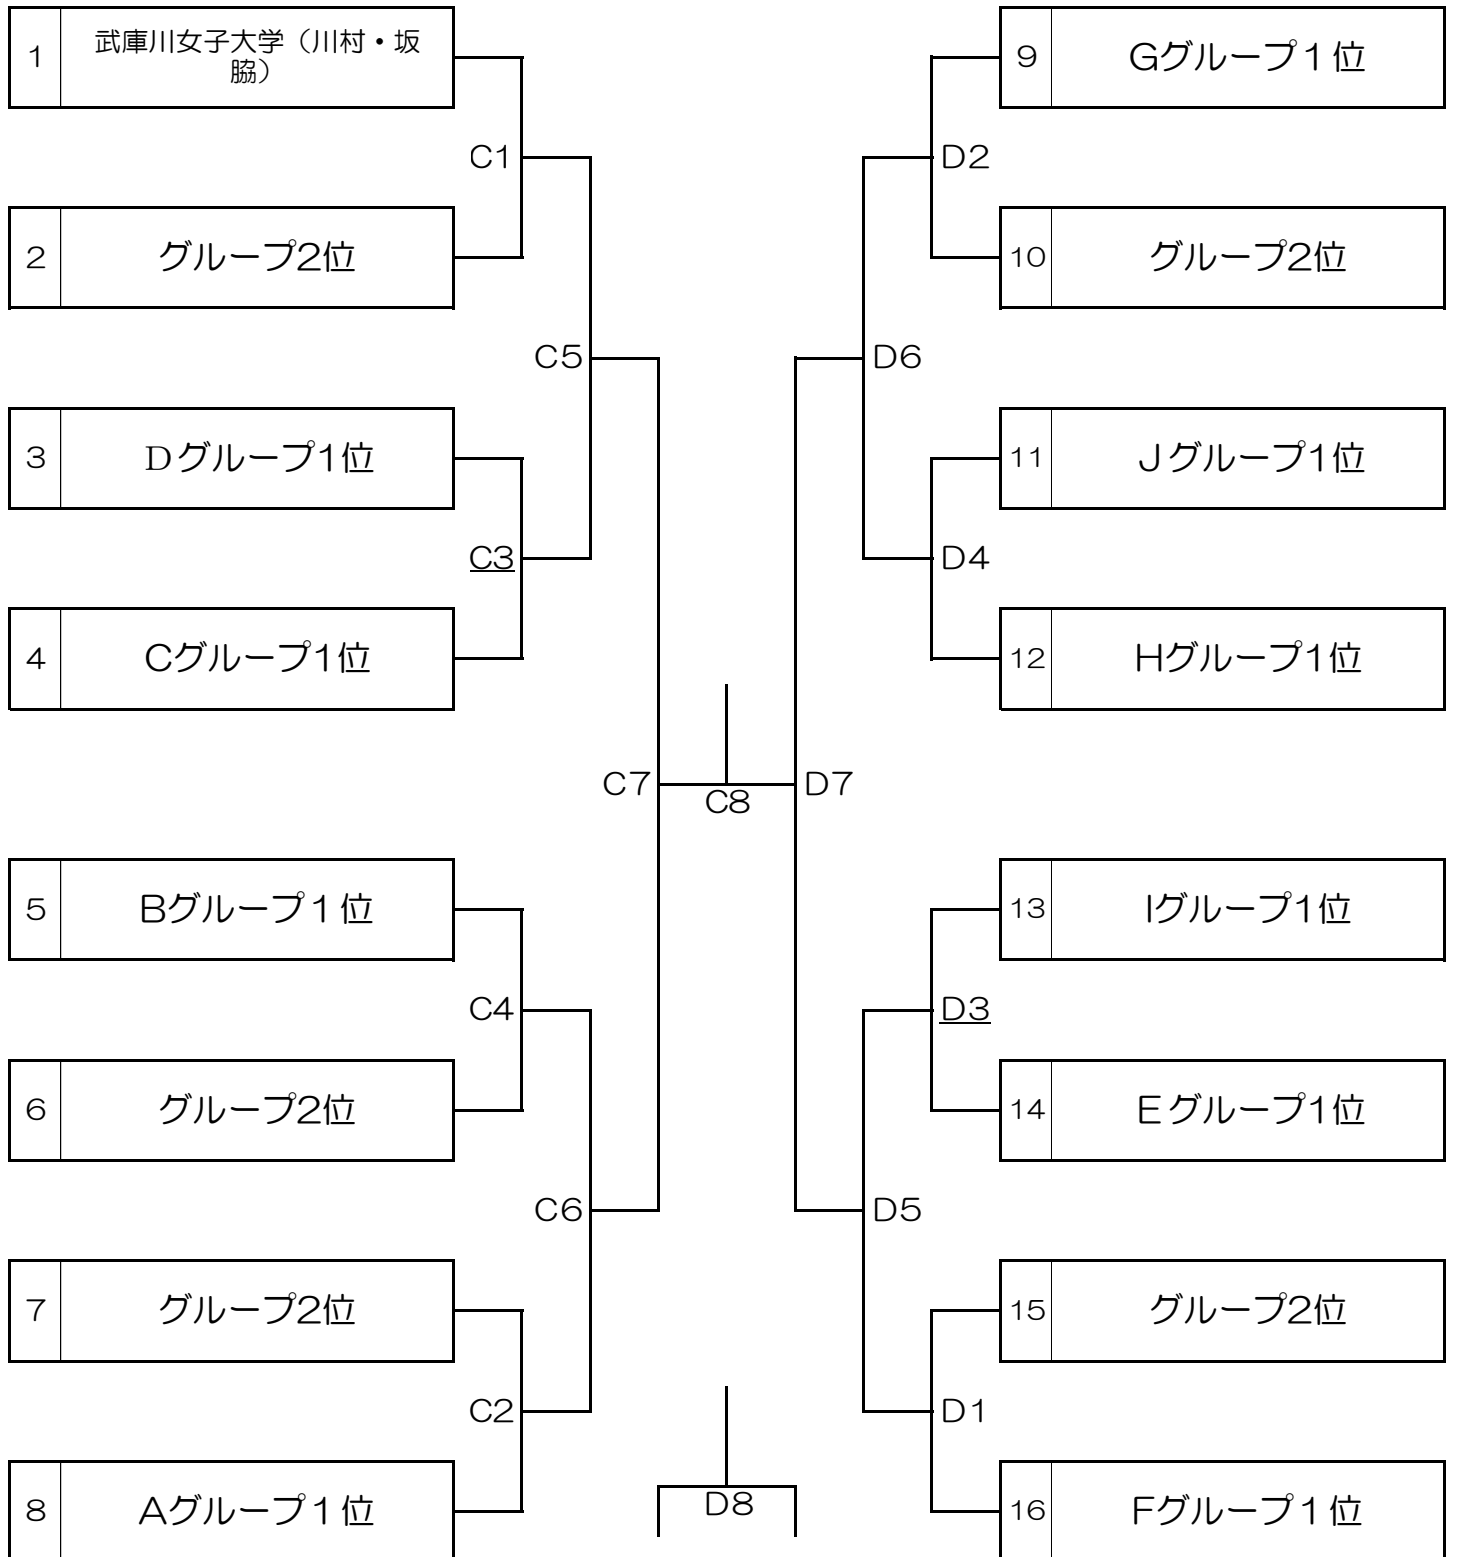 1
武庫川女子大学（川村・坂
脇）
9
Gグループ１位
C1
D2
2
グループ2位
10
グループ2位
C5
D6
3
Dグループ1位
11
Jグループ1位
C3
D4
4
Cグループ1位
12
Hグループ1位
C7
C8
D7
5
Bグループ１位
13
Iグループ1位
C4
D3
6
グループ2位
14
Eグループ1位
C6
D5
7
グループ2位
15
グループ2位
C2
D1
8
Aグループ１位
D8
16
Fグループ１位